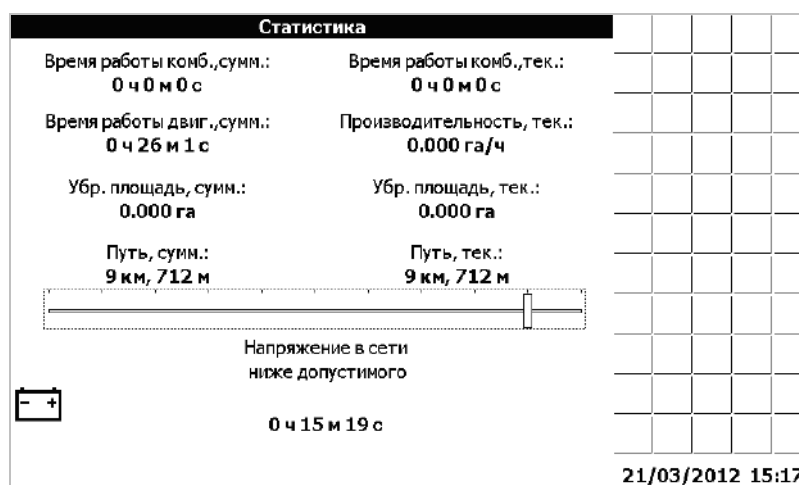 Статистика
Время работы комб.,сумм.:
0 ч 0 м 0 с
Время работы комб.,тек.:
0 ч 0 м 0 с
Время работы двиг.,сумм.:
0 ч 26 м 1 с
Производительность, тек.:
0.000 га/ч
Убр. площадь, сумм.:
0.000 га
Убр. площадь, тек.:
0.000 га
Путь, сумм.:
9 км, 712 м
Путь, тек.:
9 км, 712 м
Напряжение в сети
ниже допустимого
- +
0 ч 15 м 19 с
21/03/2012 15:17